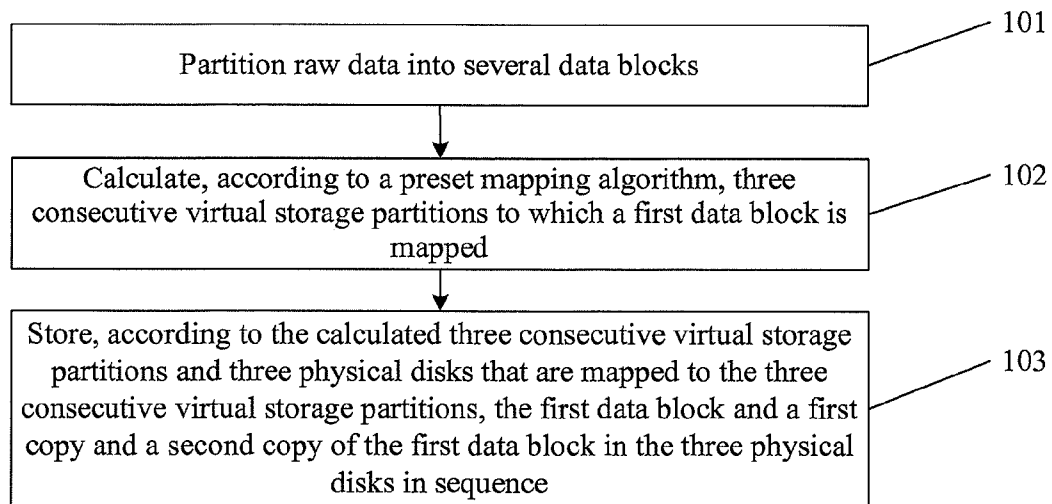 101
Partition raw data into several data blocks
Calculate, according to a preset mapping algorithm, three
consecutive virtual storage partitions to which a first data block is
mapped
102
Store, according to the calculated three consecutive virtual storage
partitions and three physical disks that are mapped to the three
consecutive virtual storage partitions, the first data block and a first
copy and a second copy of the first data block in the three physical
disks in sequence
103